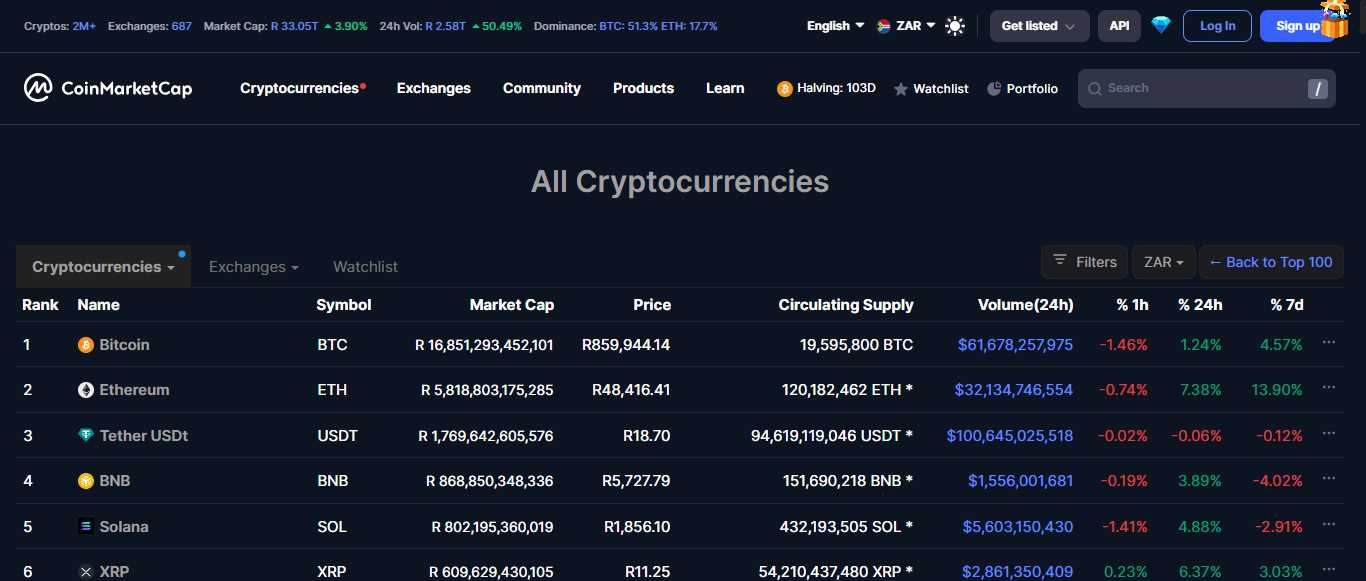 Cryptos: 2M+ Exchanges: 687 Market Cap: R 33.05T 3.90% 24h Vol: R 2.58T 50.49% Dominance: BTC: 51.3% ETH: 17.7% English ZAR Get listed API Log In Sign up
CoinMarketCap Cryptocurrencies Exchanges Community Products Learn Halving: 103D Watchlist Portfolio Search /
All Cryptocurrencies
Cryptocurrencies Exchanges Watchlist Filters ZAR ← Back to Top 100
Rank Name Symbol Market Cap Price Circulating Supply Volume(24h) % 1h % 24h % 7d
1 Bitcoin BTC R 16,851,293,452,101 R859,944.14 19,595,800 BTC $61,678,257,975 -1.46% 1.24% 4.57% ...
2 Ethereum ETH R 5,818,803,175,285 R48,416.41 120,182,462 ETH * $32,134,746,554 -0.74% 7.38% 13.90% ...
3 Tether USDt USDT R 1,769,642,605,576 R18.70 94,619,119,046 USDT * $100,645,025,518 -0.02% -0.06% -0.12% ...
4 BNB BNB R 868,850,348,336 R5,727.79 151,690,218 BNB * $1,556,001,681 -0.19% 3.89% -4.02% ...
5 Solana SOL R 802,195,360,019 R1,856.10 432,193,505 SOL * $5,603,150,430 -1.41% 4.88% -2.91% ...
6 XRP XRP R 609,629,430,105 R11.25 54,210,437,480 XRP * $2,861,350,409 0.23% 6.37% 3.03% ...